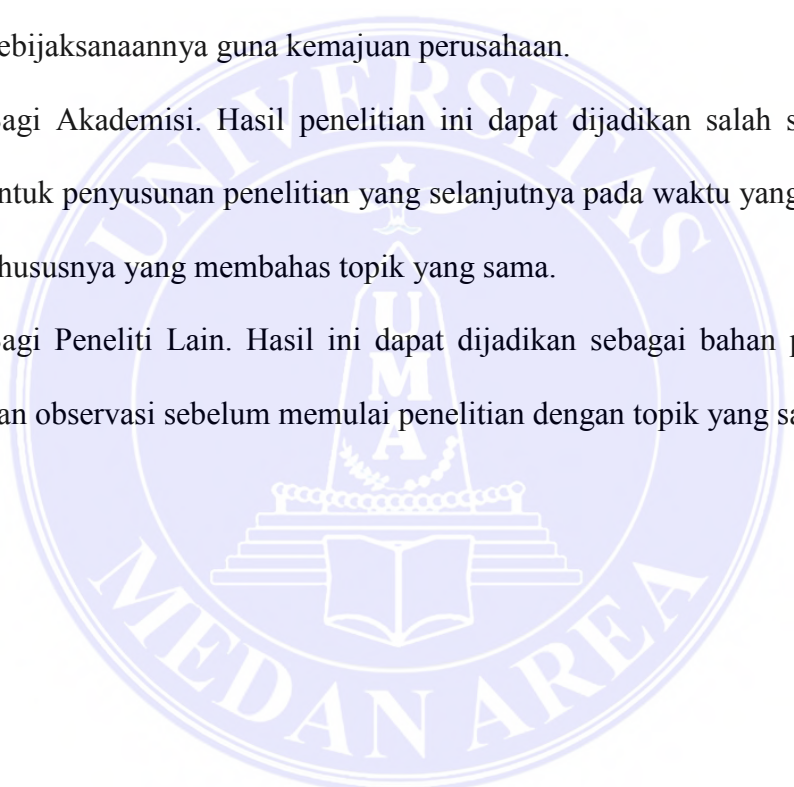 ebijaksanaannya guna kemajuan perusahaan.
agi Akademisi. Hasil penelitian ini dapat dijadikan salah s
ntuk penyusunan penelitian yang selanjutnya pada waktu yang
hususnya yang membahas topik yang sama.
agi Peneliti Lain. Hasil ini dapat dijadikan sebagai bahan p
an observasi sebelum memulai penelitian dengan topik yang sa
UNIVERSITAS
UMA
MEDAN AREA